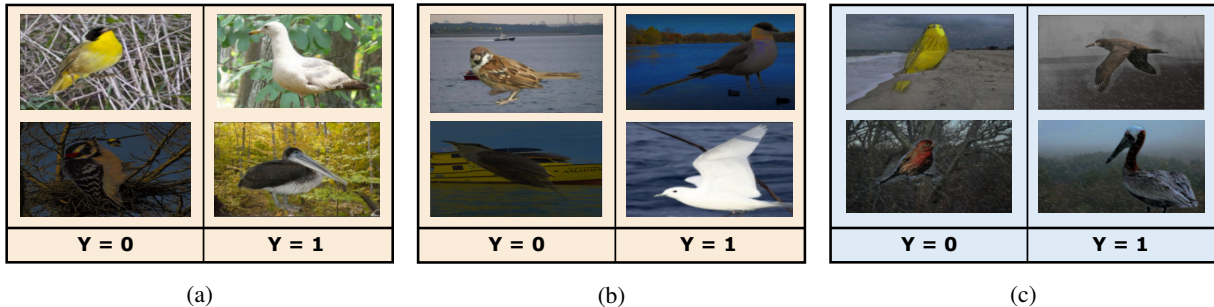 Y = 0
Y = 1
Y = 0
Y = 1
Y = 0
Y = 1
(a)
(b)
(c)